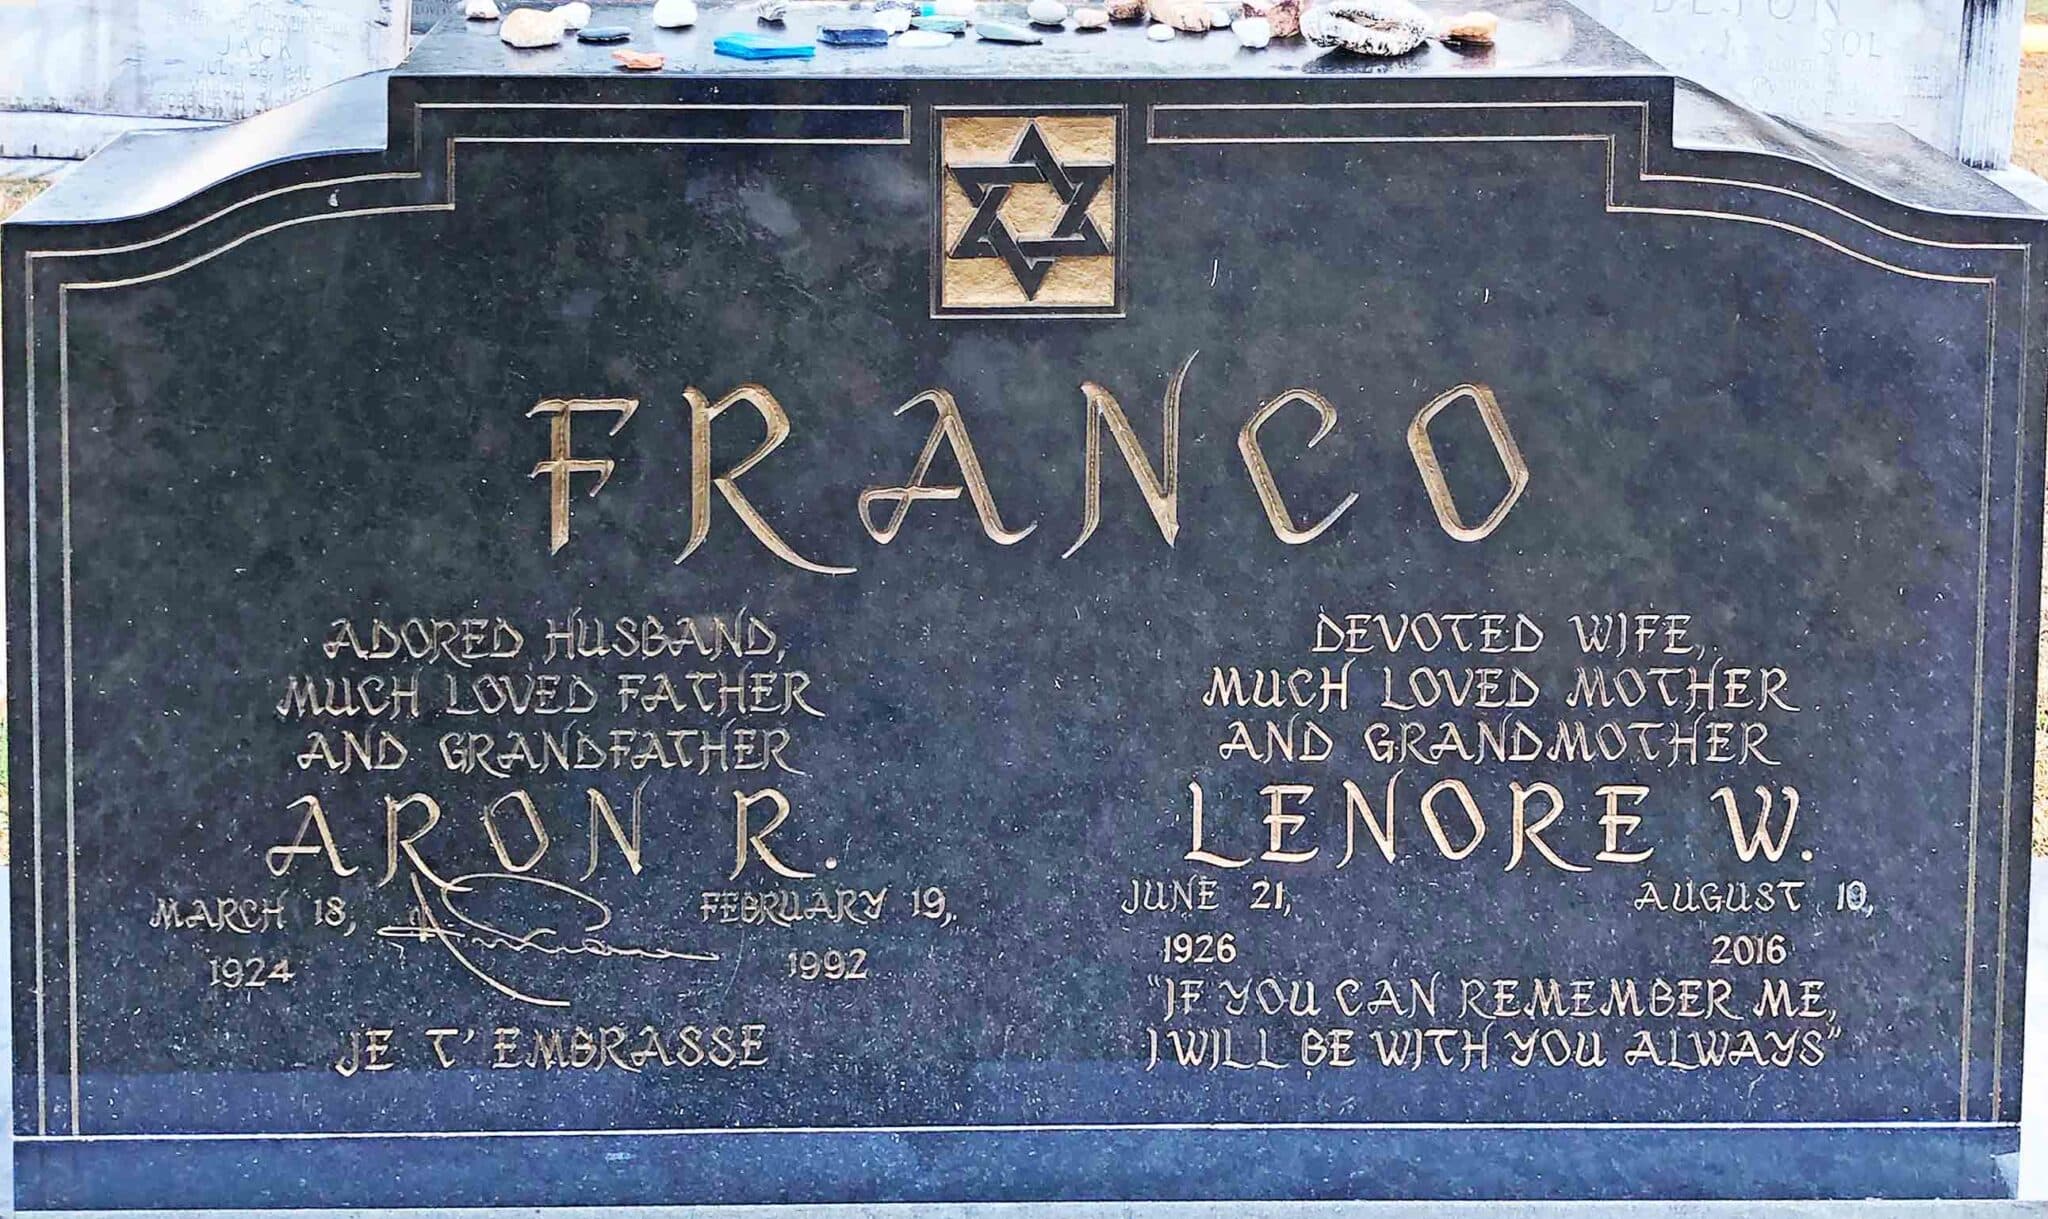 JACK
SOL
FRANCO
ADORED HUSBAND,
MUCH LOVED FATHER
AND GRANDFATHER
ARON R.
MARCH 18,
1924
FEBRUARY 19,
1992
JE T'EMBRASSE
DEVOTED WIFE,
MUCH LOVED MOTHER
AND GRANDMOTHER
LENORE W.
JUNE 21,
1926
AUGUST 10,
2016
"IF YOU CAN REMEMBER ME,
I WILL BE WITH YOU ALWAYS"